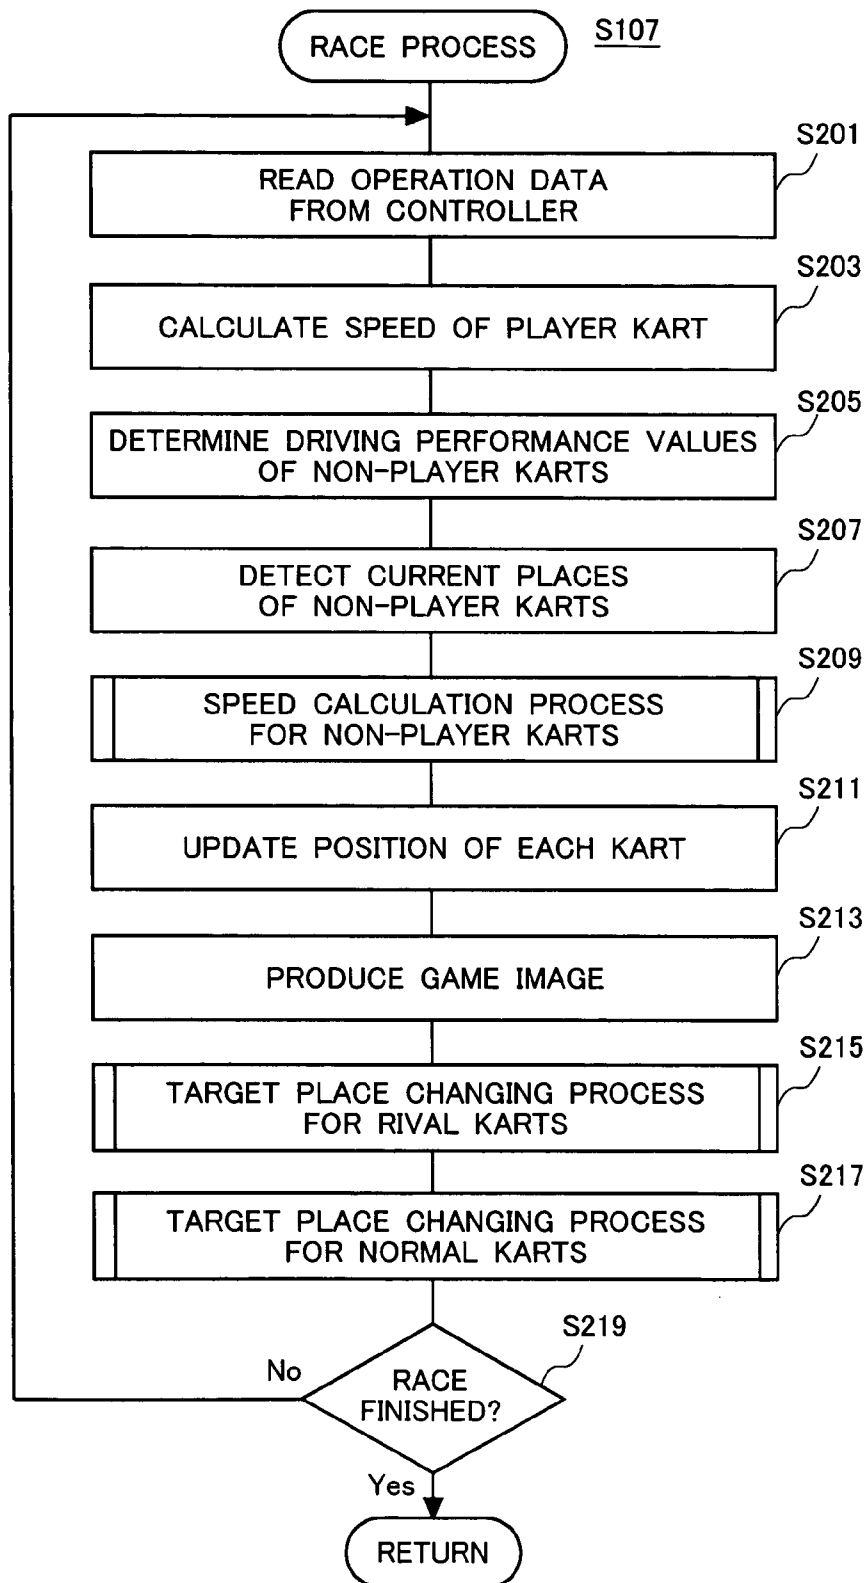 RACE PROCESS
S107
S201
READ OPERATION DATA
FROM CONTROLLER
S203
CALCULATE SPEED OF PLAYER KART
S205
DETERMINE DRIVING PERFORMANCE VALUES
OF NON-PLAYER KARTS
S207
DETECT CURRENT PLACES
OF NON-PLAYER KARTS
S209
SPEED CALCULATION PROCESS
FOR NON-PLAYER KARTS
S211
UPDATE POSITION OF EACH KART
S213
PRODUCE GAME IMAGE
S215
TARGET PLACE CHANGING PROCESS
FOR RIVAL KARTS
S217
TARGET PLACE CHANGING PROCESS
FOR NORMAL KARTS
S219
No
RACE
FINISHED?
Yes
RETURN